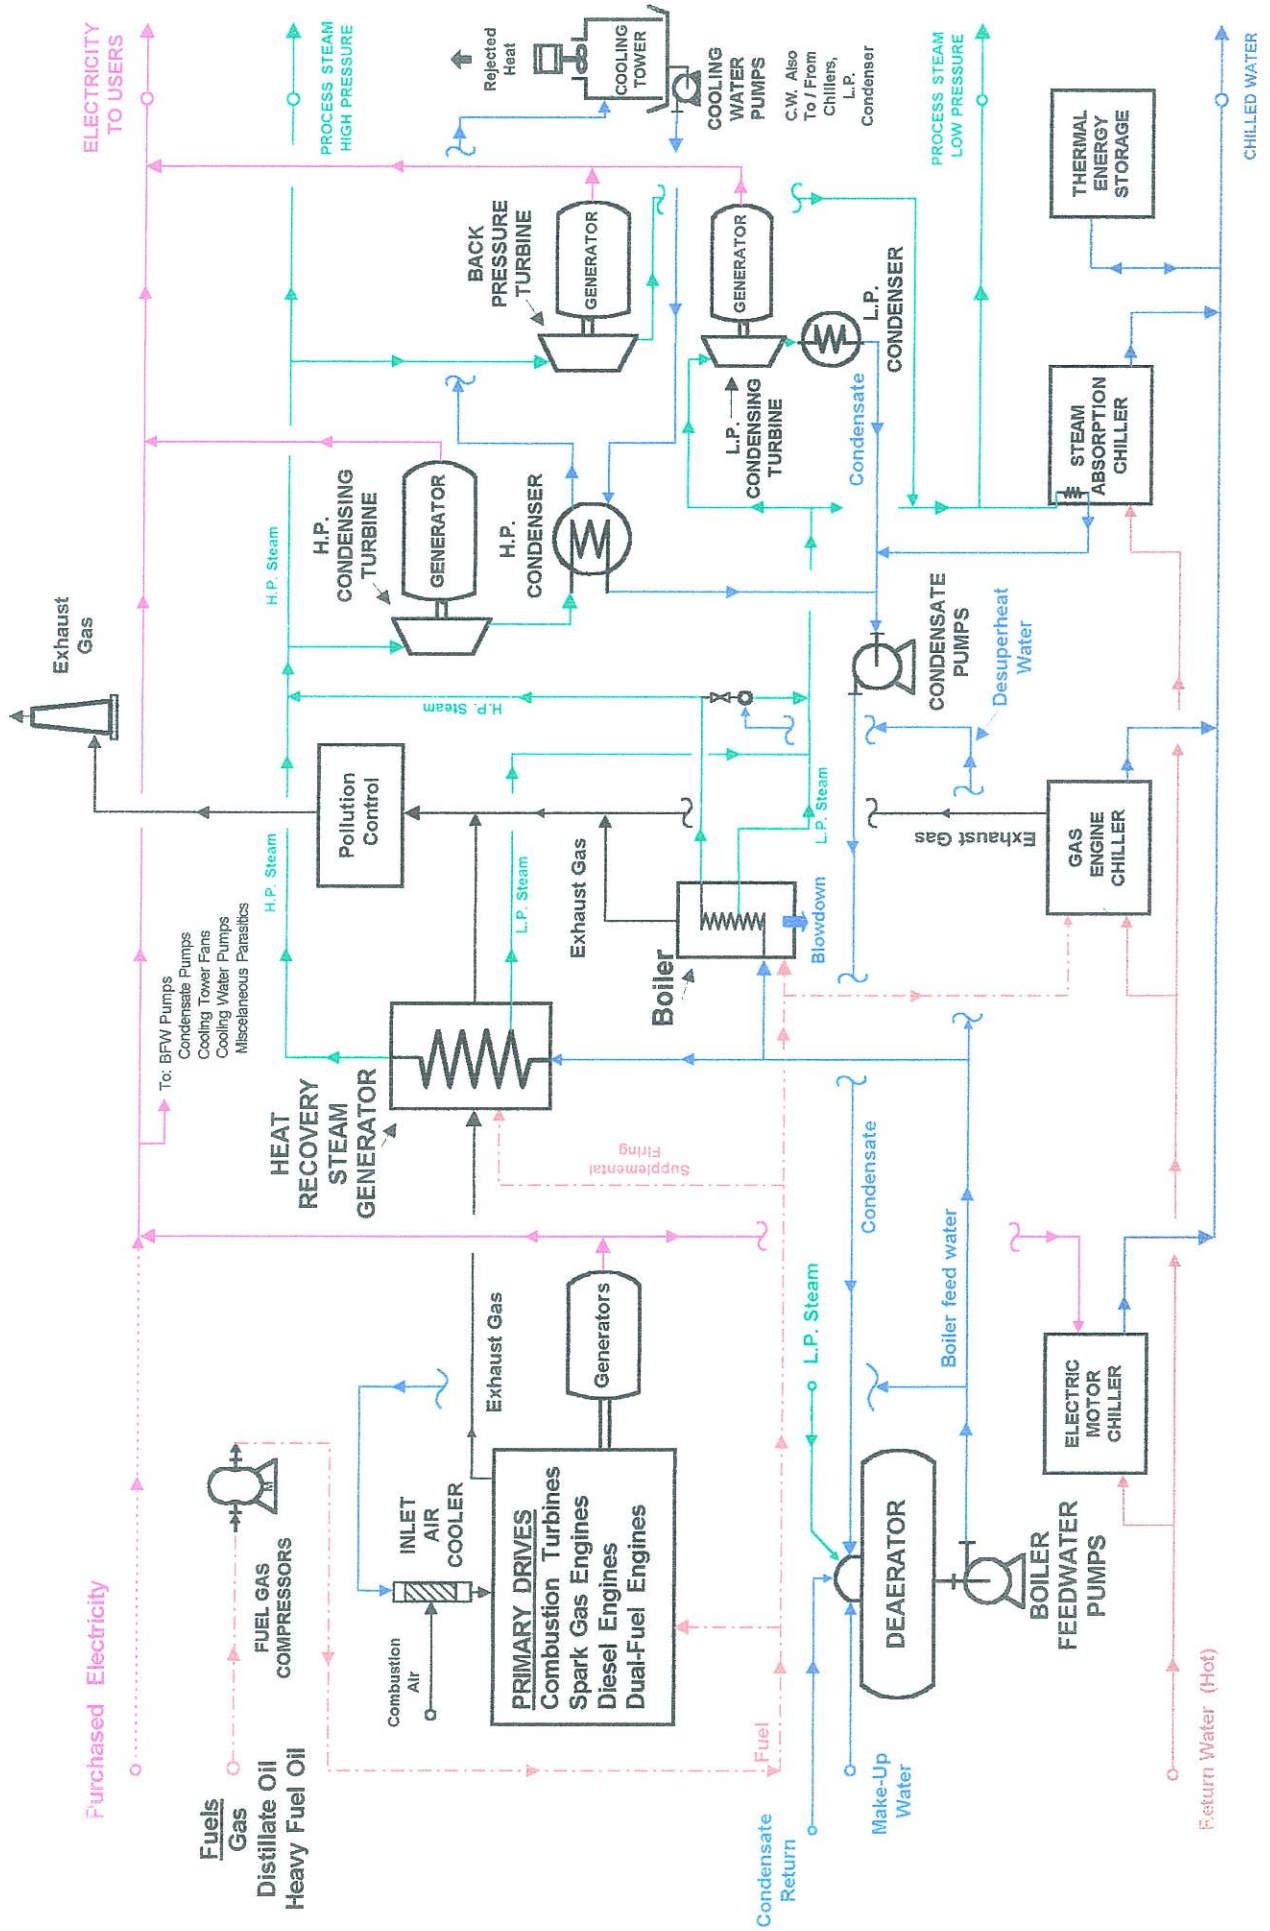 Purchased Electricity
ELECTRICITY
TO USERS
Fuels
Gas
Distillate Oil
Heavy Fuel Oil
FUEL GAS
COMPRESSORS
M
To: BFW Pumps
Condensate Pumps
Cooling Tower Fans
Cooling Water Pumps
Miscelaneous Parasitics
Exhaust
Gas
H.P. Steam
H.P. Steam
PROCESS STEAM
HIGH PRESSURE
Combustion
Air
INLET
AIR
COOLER
HEAT
RECOVERY
STEAM
GENERATOR
Pollution
Control
H.P.
CONDENSING
TURBINE
GENERATOR
BACK
PRESSURE
TURBINE
GENERATOR
Rejected
Heat
COOLING
TOWER
COOLING
WATER
PUMPS
C.W. Also
To / From
Chillers,
L.P.
Condenser
PRIMARY DRIVES
Combustion Turbines
Spark Gas Engines
Diesel Engines
Dual-Fuel Engines
Exhaust Gas
Generators
Supplemental
Firing
L.P. Steam
H.P. Steam
H.P.
CONDENSER
Exhaust Gas
Boiler
Blowdown
L.P. Steam
L.P.
CONDENSING
TURBINE
GENERATOR
L.P.
CONDENSER
Condensate
Fuel
Condensate
Return
Make-Up
Water
L.P. Steam
Condensate
DEAERATOR
Boiler feed water
BOILER
FEEDWATER
PUMPS
CONDENSATE
PUMPS
Desuperheat
Water
Exhaust Gas
PROCESS STEAM
LOW PRESSURE
ELECTRIC
MOTOR
CHILLER
GAS
ENGINE
CHILLER
STEAM
ABSORPTION
CHILLER
THERMAL
ENERGY
STORAGE
Return Water (Hot)
CHILLED WATER